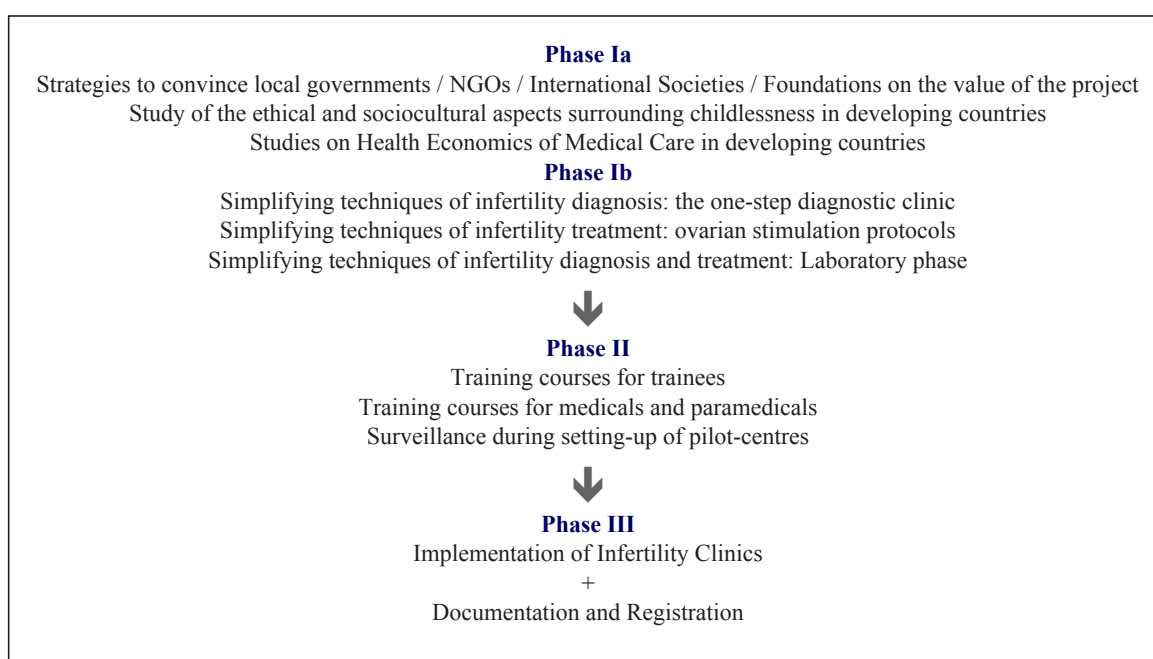 Phase Ia
Strategies to convince local governments / NGOs / International Societies / Foundations on the value of the project
Study of the ethical and sociocultural aspects surrounding childlessness in developing countries
Studies on Health Economics of Medical Care in developing countries
Phase Ib
Simplifying techniques of infertility diagnosis: the one-step diagnostic clinic
Simplifying techniques of infertility treatment: ovarian stimulation protocols
Simplifying techniques of infertility diagnosis and treatment: Laboratory phase
Phase II
Training courses for trainees
Training courses for medicals and paramedicals
Surveillance during setting-up of pilot-centres
Phase III
Implementation of Infertility Clinics
+
Documentation and Registration